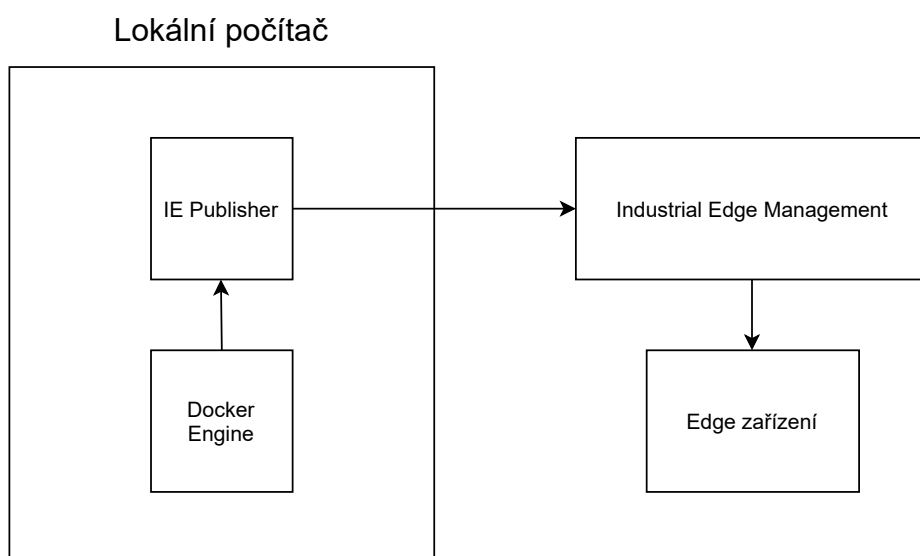 Lokální počítač
IE Publisher
Industrial Edge Management
Docker
Engine
Edge zařízení